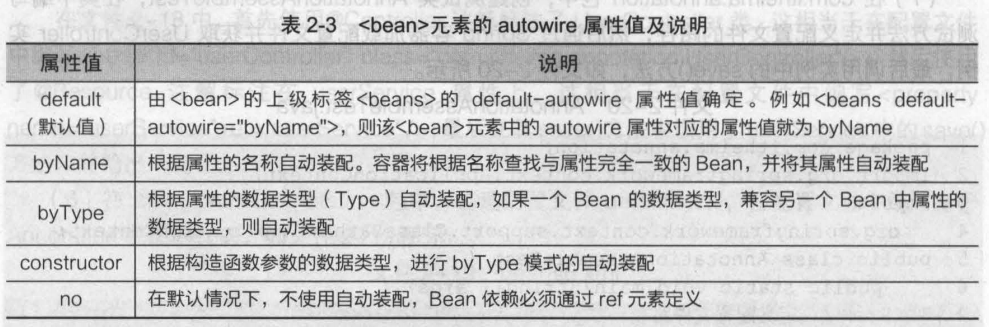 表 2-3 <bean>元素的 autowire 属性值及说明
属性值 说明
default
（默认值）
由<bean>的上级标签<beans>的 default-autowire 属性值确定。例如<beans default-
autowire="byName">，则该<bean>元素中的 autowire 属性对应的属性值就为 byName
byName 根据属性的名称自动装配。容器将根据名称查找与属性完全一致的 Bean，并将其属性自动装配
byType
根据属性的数据类型（Type）自动装配，如果一个 Bean 的数据类型，兼容另一个 Bean 中属性的
数据类型，则自动装配
constructor 根据构造函数参数的数据类型，进行 byType 模式的自动装配
no 在默认情况下，不使用自动装配，Bean 依赖必须通过 ref 元素定义